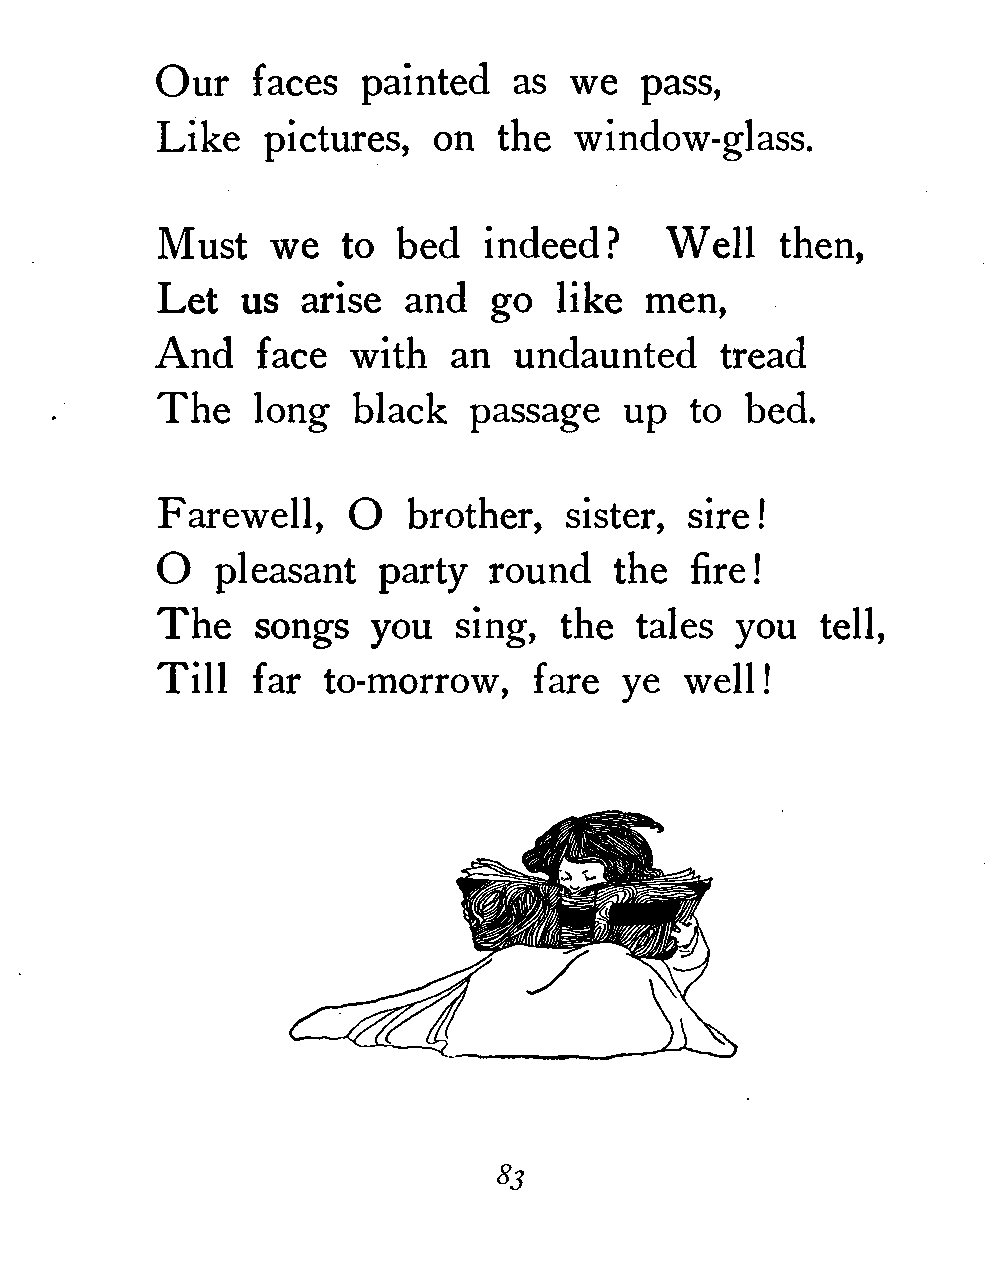 Our faces painted as we pass,
Like pictures, on the window-glass.
Must we to bed indeed? Well then,
Let us arise and go like men,
And face with an undaunted tread
The long black passage up to bed.
Farewell, O brother, sister, sire!
O pleasant party round the fire!
The songs you sing, the tales you tell,
Till far to-morrow, fare ye well!
83